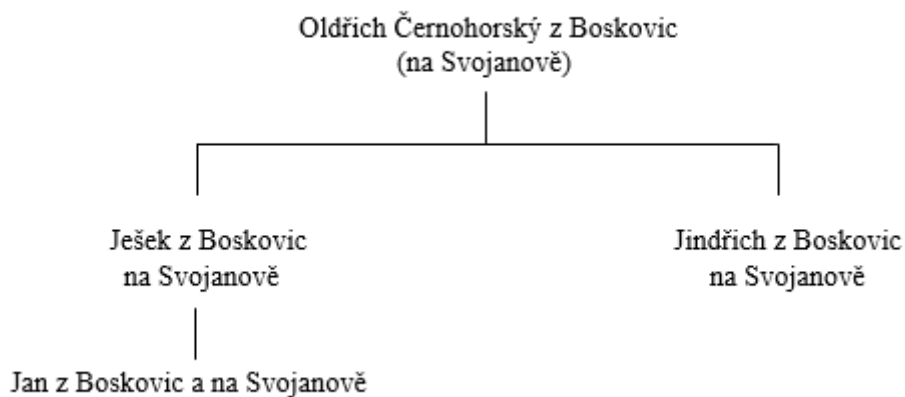 Oldřich Černohorský z Boskovic
(na Svojanově)
Ješek z Boskovic
na Svojanově
Jindřich z Boskovic
na Svojanově
Jan z Boskovic a na Svojanově